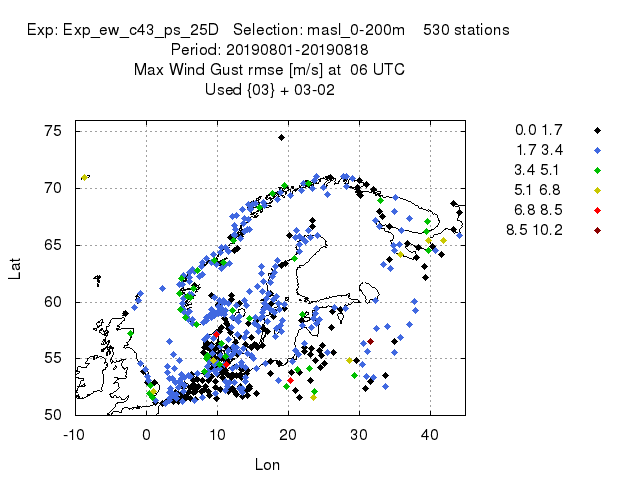 Exp: Exp_ew_c43_ps_25D Selection: masl_0-200m 530 stations
Period: 20190801-20190818
Max Wind Gust rmse [m/s] at 06 UTC
Used {03} + 03-02
0.0 1.7
1.7 3.4
3.4 5.1
5.1 6.8
6.8 8.5
8.5 10.2
75
70
65
60
55
50
Lat
-10 0 10 20 30 40
Lon